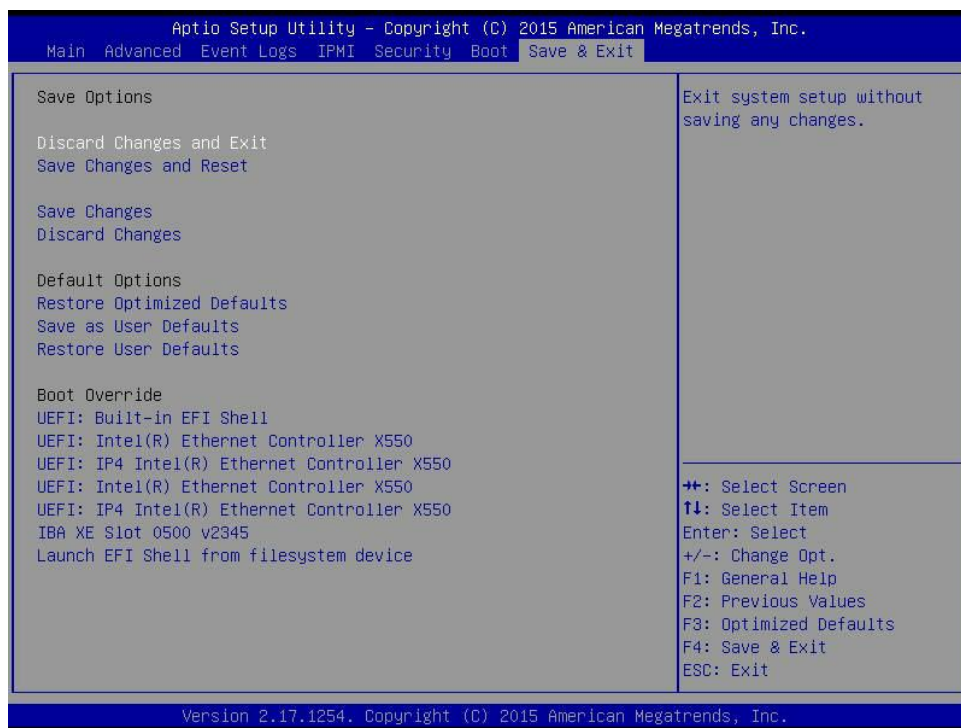 Aptio Setup Utility – Copyright (C) 2015 American Megatrends, Inc.
Main Advanced Event Logs IPMI Security Boot Save & Exit
Save Options
Discard Changes and Exit
Save Changes and Reset
Save Changes
Discard Changes
Default Options
Restore Optimized Defaults
Save as User Defaults
Restore User Defaults
Boot Override
UEFI: Built-in EFI Shell
UEFI: Intel(R) Ethernet Controller X550
UEFI: IP4 Intel(R) Ethernet Controller X550
UEFI: Intel(R) Ethernet Controller X550
UEFI: IP4 Intel(R) Ethernet Controller X550
IBA XE Slot 0500 v2345
Launch EFI Shell from filesystem device
Exit system setup without
saving any changes.
→←: Select Screen
↑↓: Select Item
Enter: Select
+/-: Change Opt.
F1: General Help
F2: Previous Values
F3: Optimized Defaults
F4: Save & Exit
ESC: Exit
Version 2.17.1254. Copyright (C) 2015 American Megatrends, Inc.